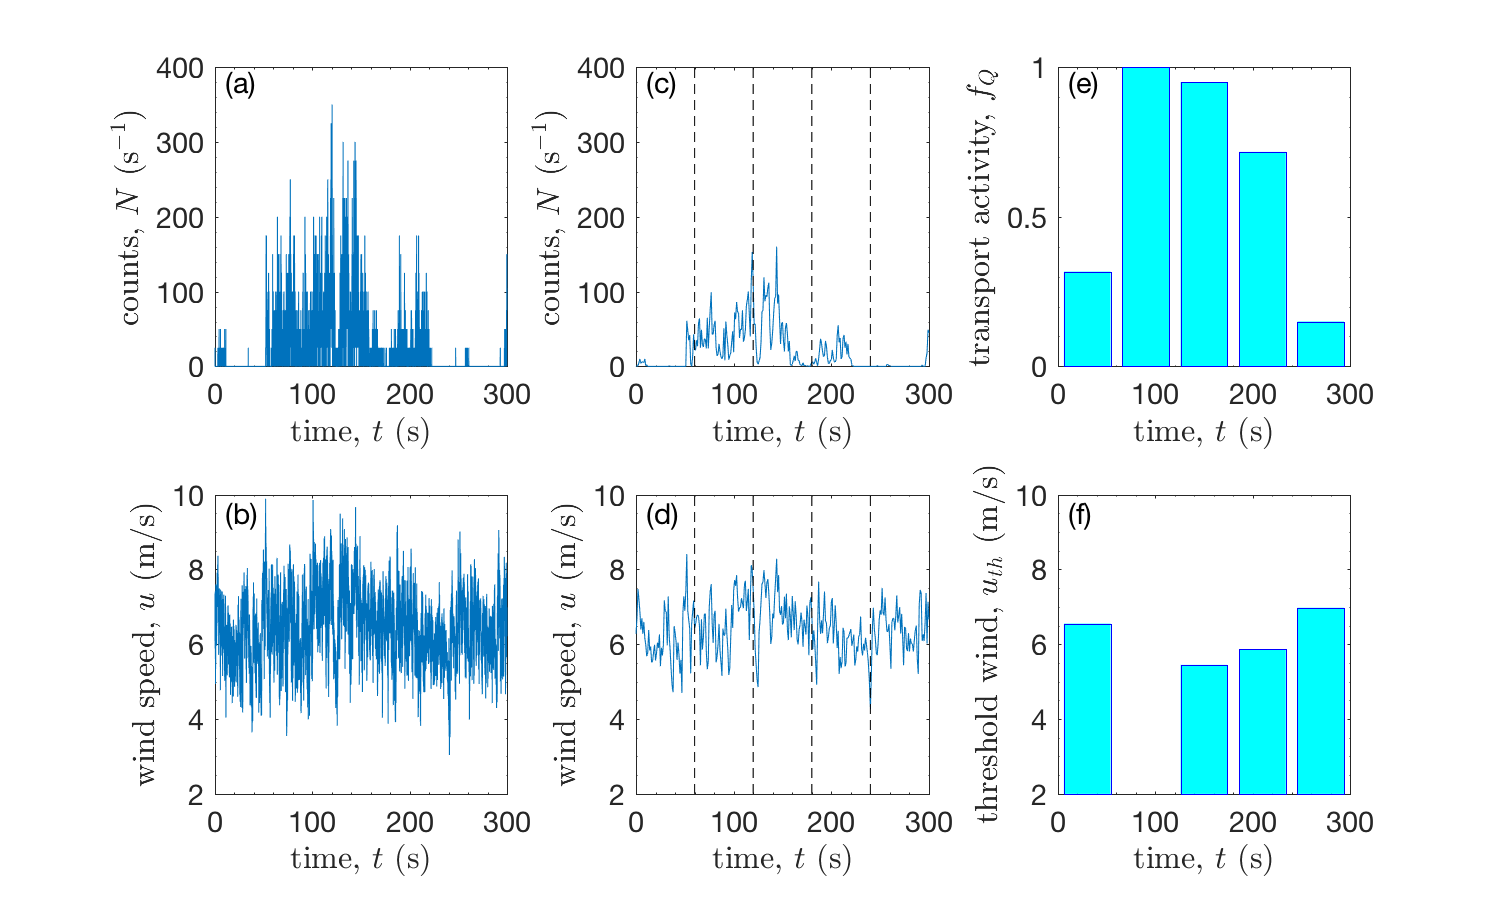 (a)
400
300
200
100
0
counts, N (s⁻¹)
0 100 200 300
time, t (s)
(c)
400
300
200
100
0
counts, N (s⁻¹)
0 100 200 300
time, t (s)
(e)
1
0.5
0
transport activity, f_Q
0 100 200 300
time, t (s)
(b)
10
8
6
4
2
wind speed, u (m/s)
0 100 200 300
time, t (s)
(d)
10
8
6
4
2
wind speed, u (m/s)
0 100 200 300
time, t (s)
(f)
10
8
6
4
2
threshold wind, u_th (m/s)
0 100 200 300
time, t (s)